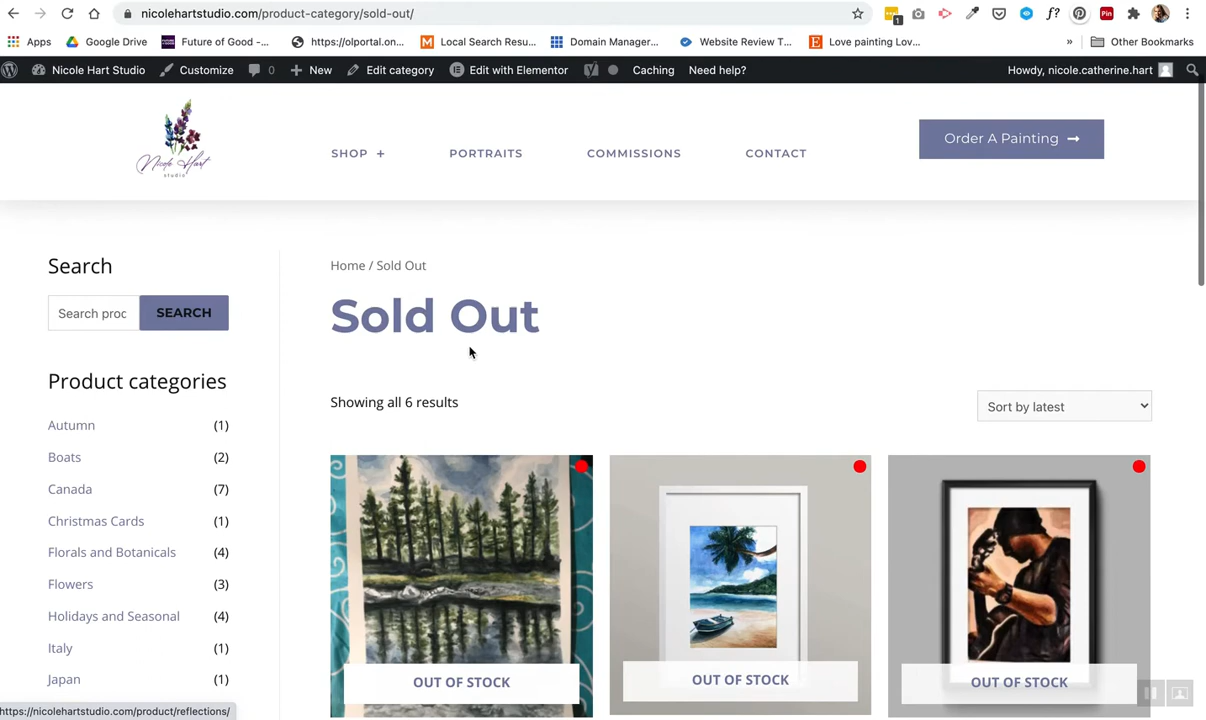 nicolehartstudio.com/product-category/sold-out/
1
f?
Pin
Apps
Google Drive
Future of Good -...
https://olportal.on...
Local Search Resu...
Domain Manager...
Website Review T...
Love painting Lov...
»
Other Bookmarks
Nicole Hart Studio
Customize
0
New
Edit category
Edit with Elementor
Caching
Need help?
Howdy, nicole.catherine.hart
Nicole Hart
studio
SHOP +
PORTRAITS
COMMISSIONS
CONTACT
Order A Painting →
Search
Search proc
SEARCH
Home / Sold Out
Sold Out
Product categories
Showing all 6 results
Sort by latest
Autumn (1)
Boats (2)
Canada (7)
Christmas Cards (1)
Florals and Botanicals (4)
Flowers (3)
Holidays and Seasonal (4)
Italy (1)
Japan (1)
OUT OF STOCK
OUT OF STOCK
OUT OF STOCK
https://nicolehartstudio.com/product/reflections/